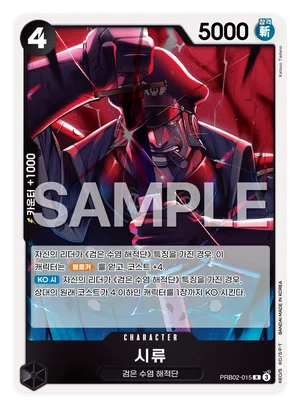 4
5000
참격
斬
카운터 +1000
SAMPLE
자신의 리더가 《검은 수염 해적단》 특징을 가진 경우, 이
캐릭터는 블로커 를 얻고, 코스트+4.
KO 시 자신의 리더가 《검은 수염 해적단》 특징을 가진 경우,
상대의 원래 코스트가 4 이하인 캐릭터를 1장까지 KO 시킨다.
CHARACTER
시류
검은 수염 해적단
PRB02-015 R
BANDAI MADE IN KOREA